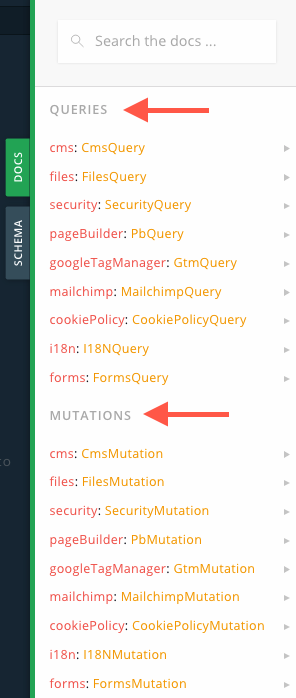 Search the docs ...
QUERIES
cms: CmsQuery
files: FilesQuery
security: SecurityQuery
pageBuilder: PbQuery
googleTagManager: GtmQuery
mailchimp: MailchimpQuery
cookiePolicy: CookiePolicyQuery
i18n: I18NQuery
forms: FormsQuery
DOCS
SCHEMA
MUTATIONS
cms: CmsMutation
files: FilesMutation
security: SecurityMutation
pageBuilder: PbMutation
googleTagManager: GtmMutation
mailchimp: MailchimpMutation
cookiePolicy: CookiePolicyMutation
i18n: I18NMutation
forms: FormsMutation